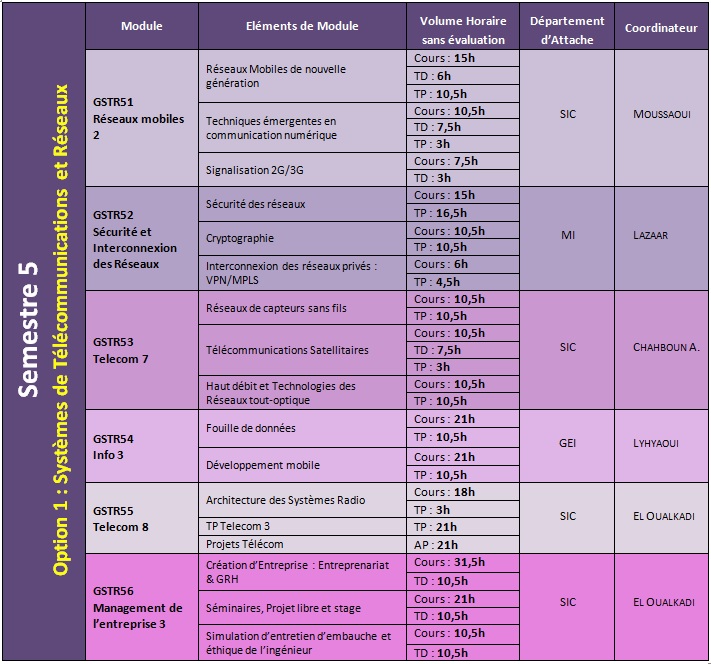 Semestre 5
Option 1 : Systèmes de Télécommunications et Réseaux
Module
Eléments de Module
Volume Horaire
sans évaluation
Département
d'Attache
Coordinateur
GSTR51
Réseaux mobiles
2
Réseaux Mobiles de nouvelle
génération
Cours : 15h
TD : 6h
TP : 10,5h
Techniques émergentes en
communication numérique
Cours : 10,5h
TD : 7,5h
TP : 3h
Signalisation 2G/3G
Cours : 7,5h
TD : 3h
SIC
MOUSSAOUI
GSTR52
Sécurité et
Interconnexion
des Réseaux
Sécurité des réseaux
Cours : 15h
TP : 16,5h
Cryptographie
Cours : 10,5h
TP : 10,5h
Interconnexion des réseaux privés :
VPN/MPLS
Cours : 6h
TP : 4,5h
MI
LAZAAR
GSTR53
Telecom 7
Réseaux de capteurs sans fils
Cours : 10,5h
TP : 10,5h
Télécommunications Satellitaires
Cours : 10,5h
TD : 7,5h
TP : 3h
Haut débit et Technologies des
Réseaux tout-optique
Cours : 10,5h
TP : 10,5h
SIC
CHAHBOUN A.
GSTR54
Info 3
Fouille de données
Cours : 21h
TP : 10,5h
Développement mobile
Cours : 21h
TP : 10,5h
GEI
LYHYAOUI
GSTR55
Telecom 8
Architecture des Systèmes Radio
Cours : 18h
TP : 3h
TP Telecom 3
TP : 21h
Projets Télécom
AP : 21h
SIC
EL OUALKADI
GSTR56
Management de
l'entreprise 3
Création d'Entreprise : Entreprenariat
& GRH
Cours : 31,5h
TD : 10,5h
Séminaires, Projet libre et stage
Cours : 21h
TD : 10,5h
Simulation d'entretien d'embauche et
éthique de l'ingénieur
Cours : 10,5h
TD : 10,5h
SIC
EL OUALKADI